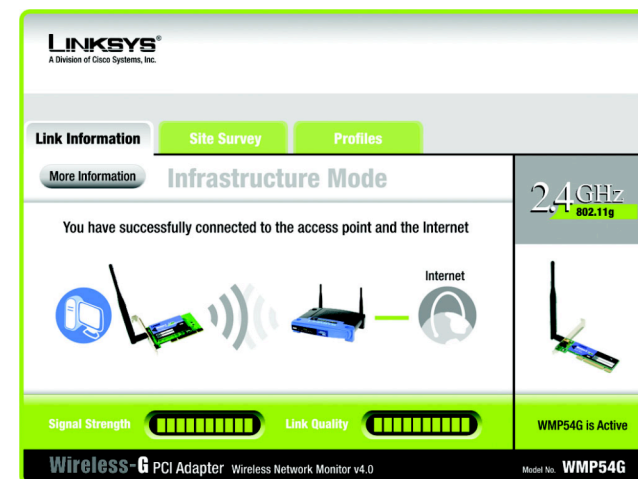 LINKSYS®
A Division of Cisco Systems, Inc.
Link Information
Site Survey
Profiles
More Information
Infrastructure Mode
2.4 GHz
802.11g
You have successfully connected to the access point and the Internet
Internet
Signal Strength
Link Quality
WMP54G is Active
Wireless-G PCI Adapter Wireless Network Monitor v4.0
Model No. WMP54G